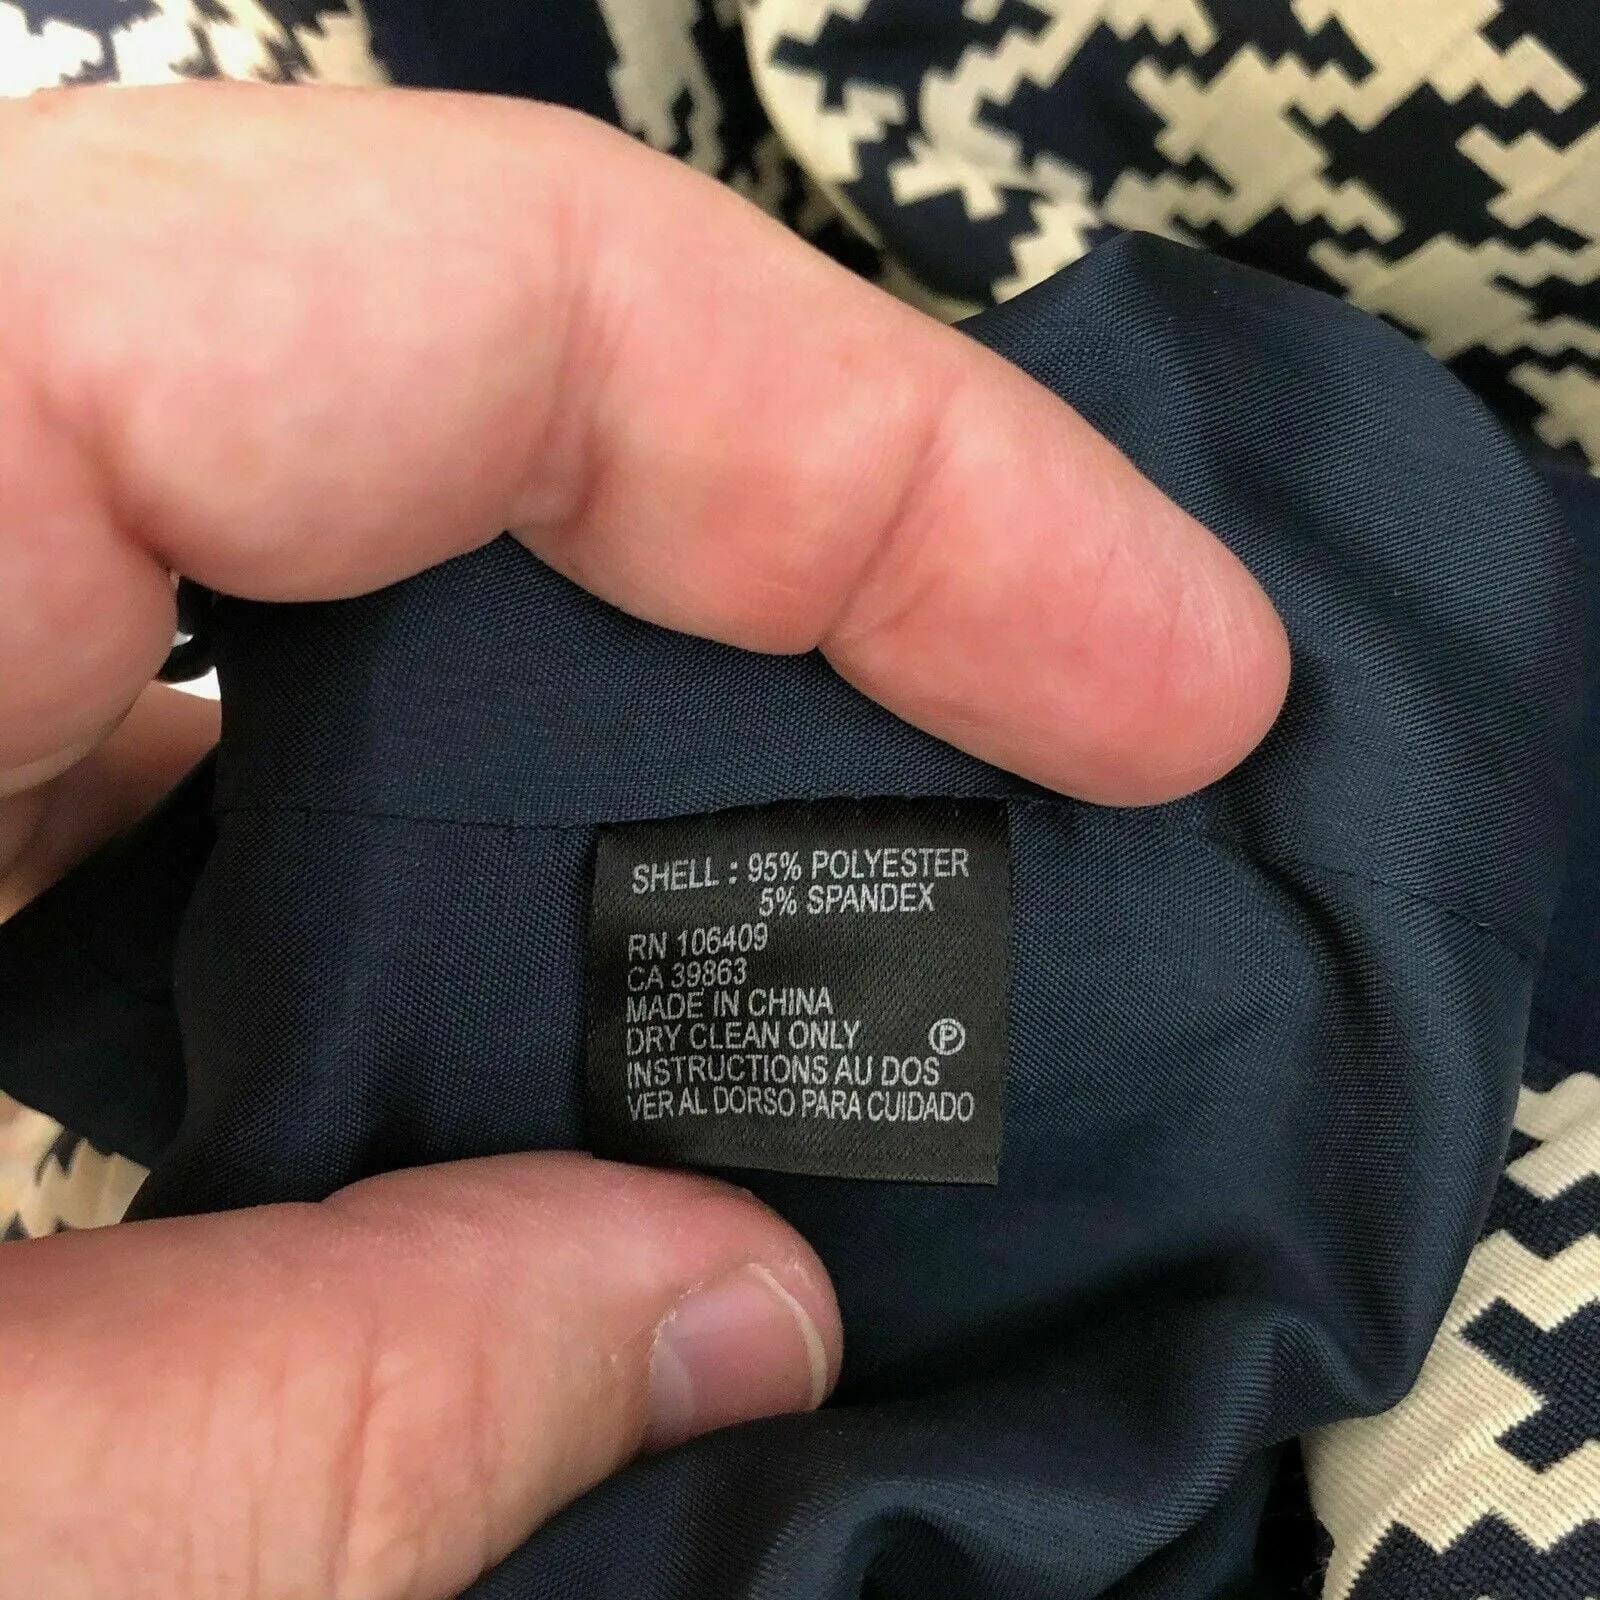 SHELL : 95% POLYESTER
5% SPANDEX
RN 106409
CA 39863
MADE IN CHINA
DRY CLEAN ONLY Ⓟ
INSTRUCTIONS AU DOS
VER AL DORSO PARA CUIDADO